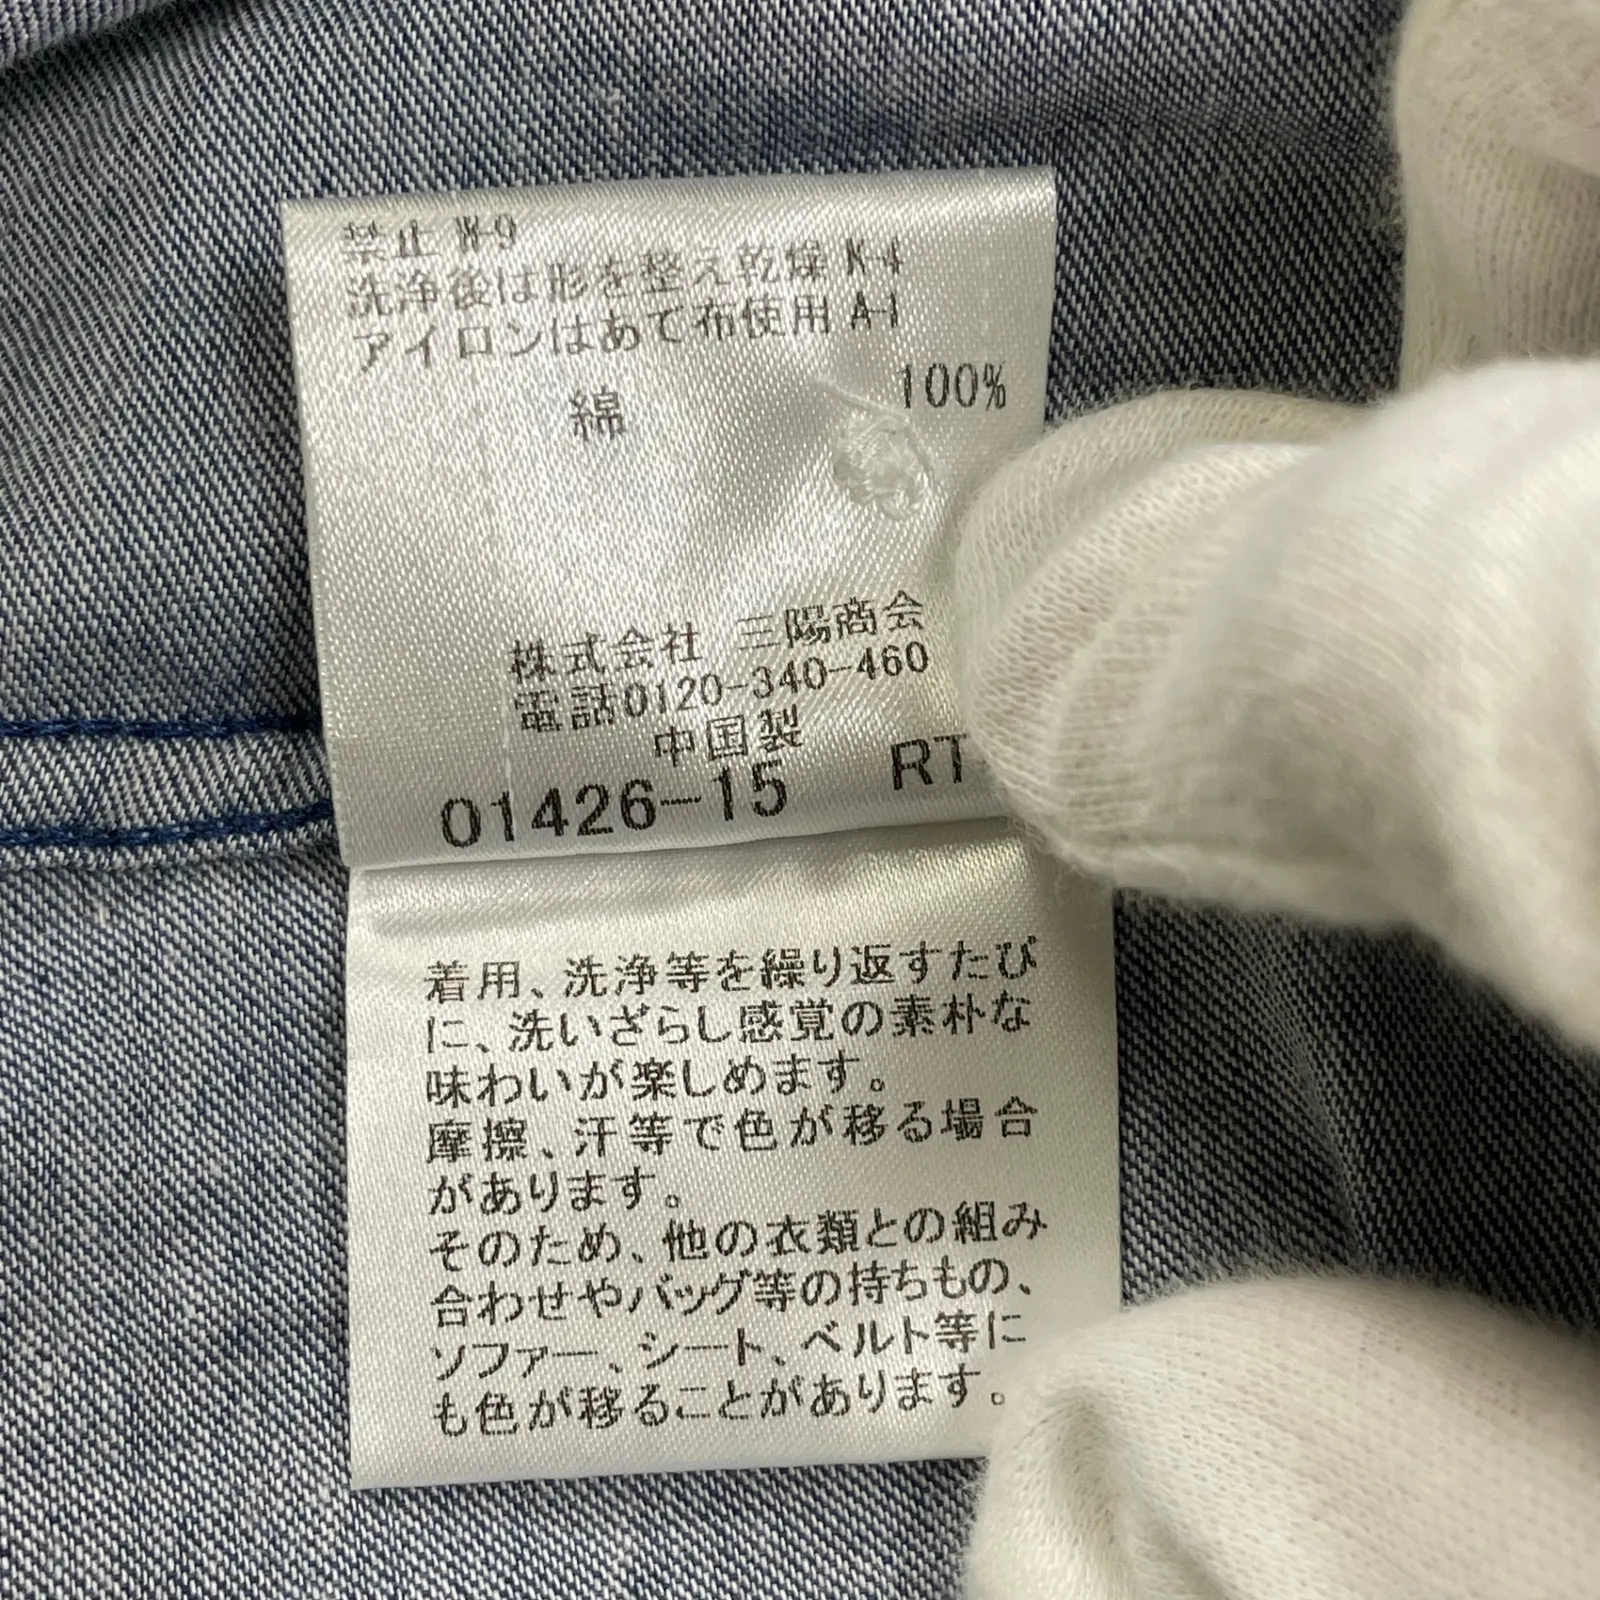 禁止 W-9
洗浄後は形を整え乾燥 K-4
アイロンはあて布使用 A-1
綿 100%
株式会社 三陽商会
電話0120-340-460
中国製
01426-15 RT
着用、洗浄等を繰り返すたび
に、洗いざらし感覚の素朴な
味わいが楽しめます。
摩擦、汗等で色が移る場合
があります。
そのため、他の衣類との組み
合わせやバッグ等の持ちもの、
ソファー、シート、ベルト等に
も色が移ることがあります。